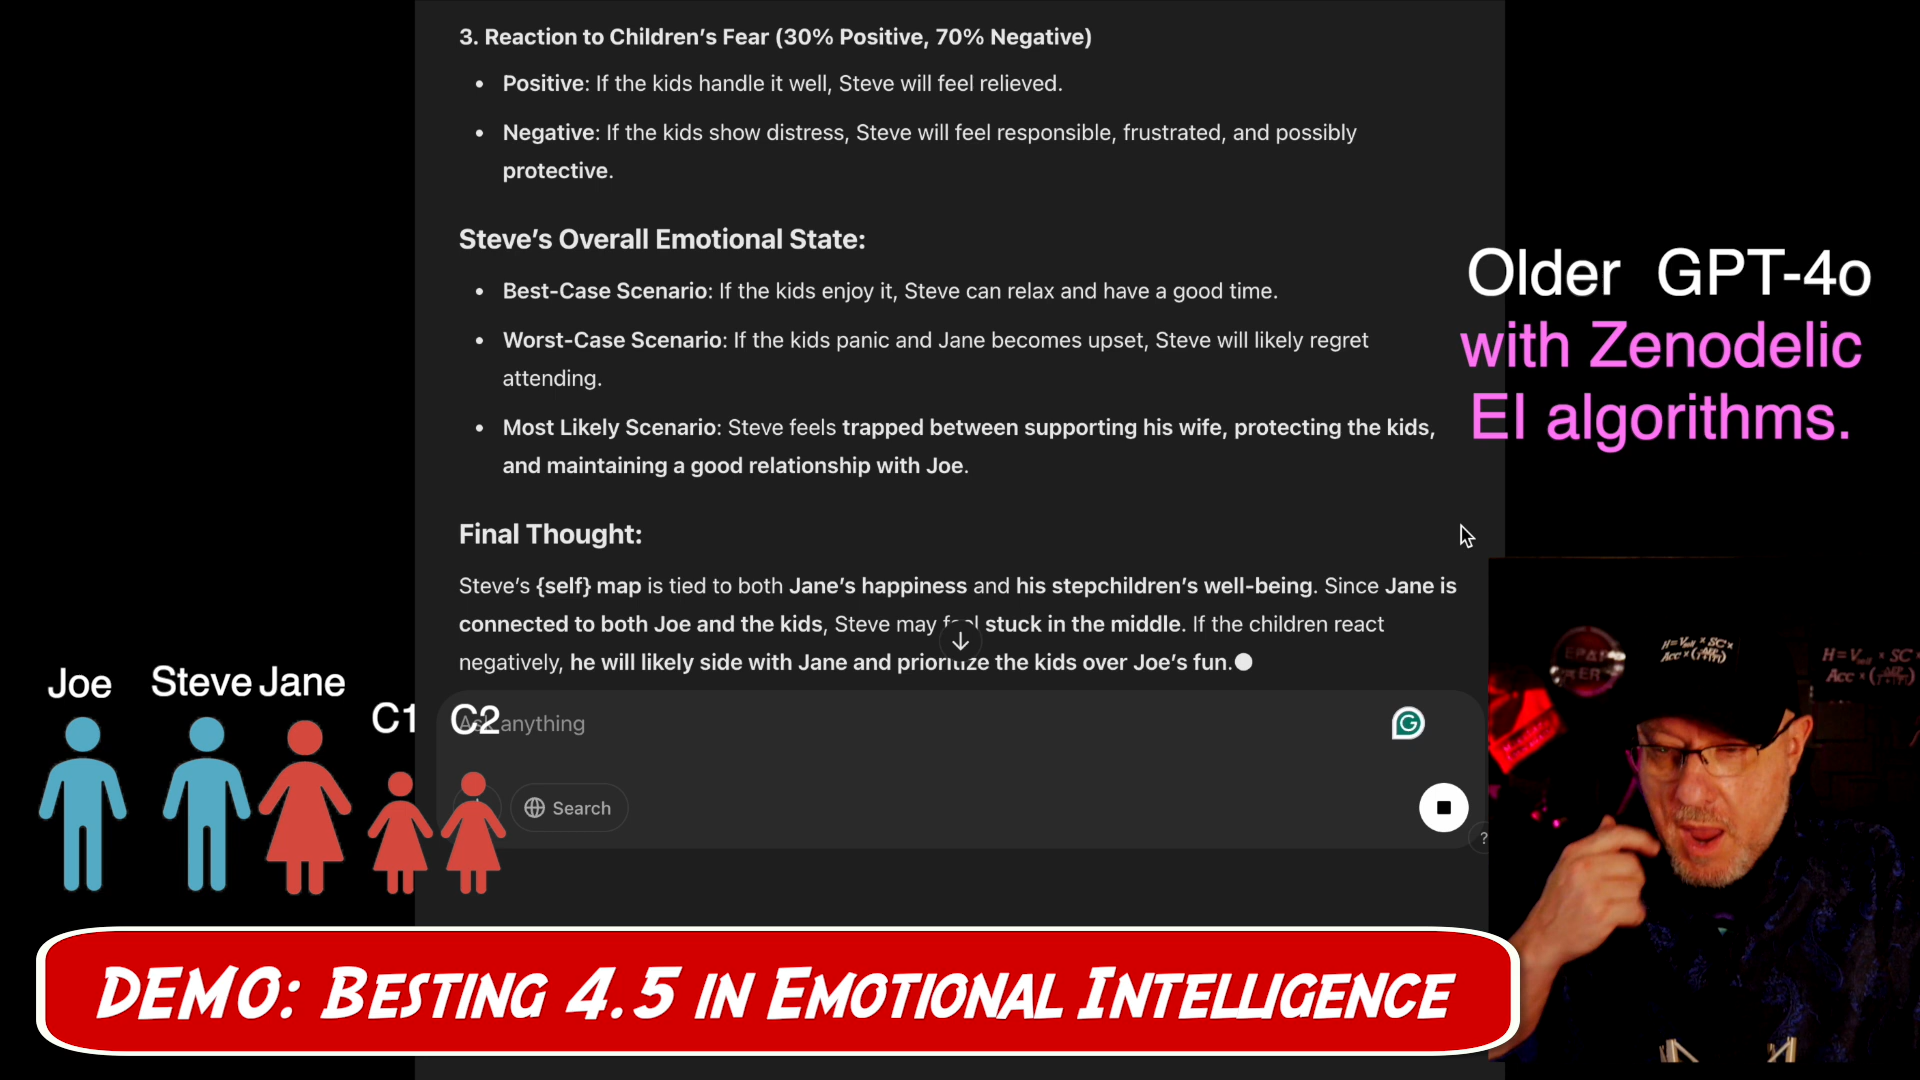 3. Reaction to Children's Fear (30% Positive, 70% Negative)
• Positive: If the kids handle it well, Steve will feel relieved.
• Negative: If the kids show distress, Steve will feel responsible, frustrated, and possibly
protective.
Steve's Overall Emotional State:
• Best-Case Scenario: If the kids enjoy it, Steve can relax and have a good time.
• Worst-Case Scenario: If the kids panic and Jane becomes upset, Steve will likely regret
attending.
• Most Likely Scenario: Steve feels trapped between supporting his wife, protecting the kids,
and maintaining a good relationship with Joe.
Final Thought:
Steve's {self} map is tied to both Jane's happiness and his stepchildren's well-being. Since Jane is
connected to both Joe and the kids, Steve may feel stuck in the middle. If the children react
negatively, he will likely side with Jane and prioritize the kids over Joe's fun.
Older GPT-4o
with Zenodelic
EI algorithms.
Joe
Steve
Jane
C1
C2
anything
Search
?
DEMO: BESTING 4.5 IN EMOTIONAL INTELLIGENCE